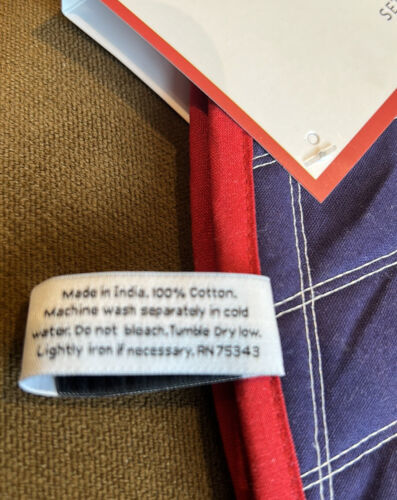 SE
Made in India. 100% Cotton.
Machine wash separately in cold
water. Do not bleach. Tumble Dry low.
Lightly iron if necessary. RN 75343